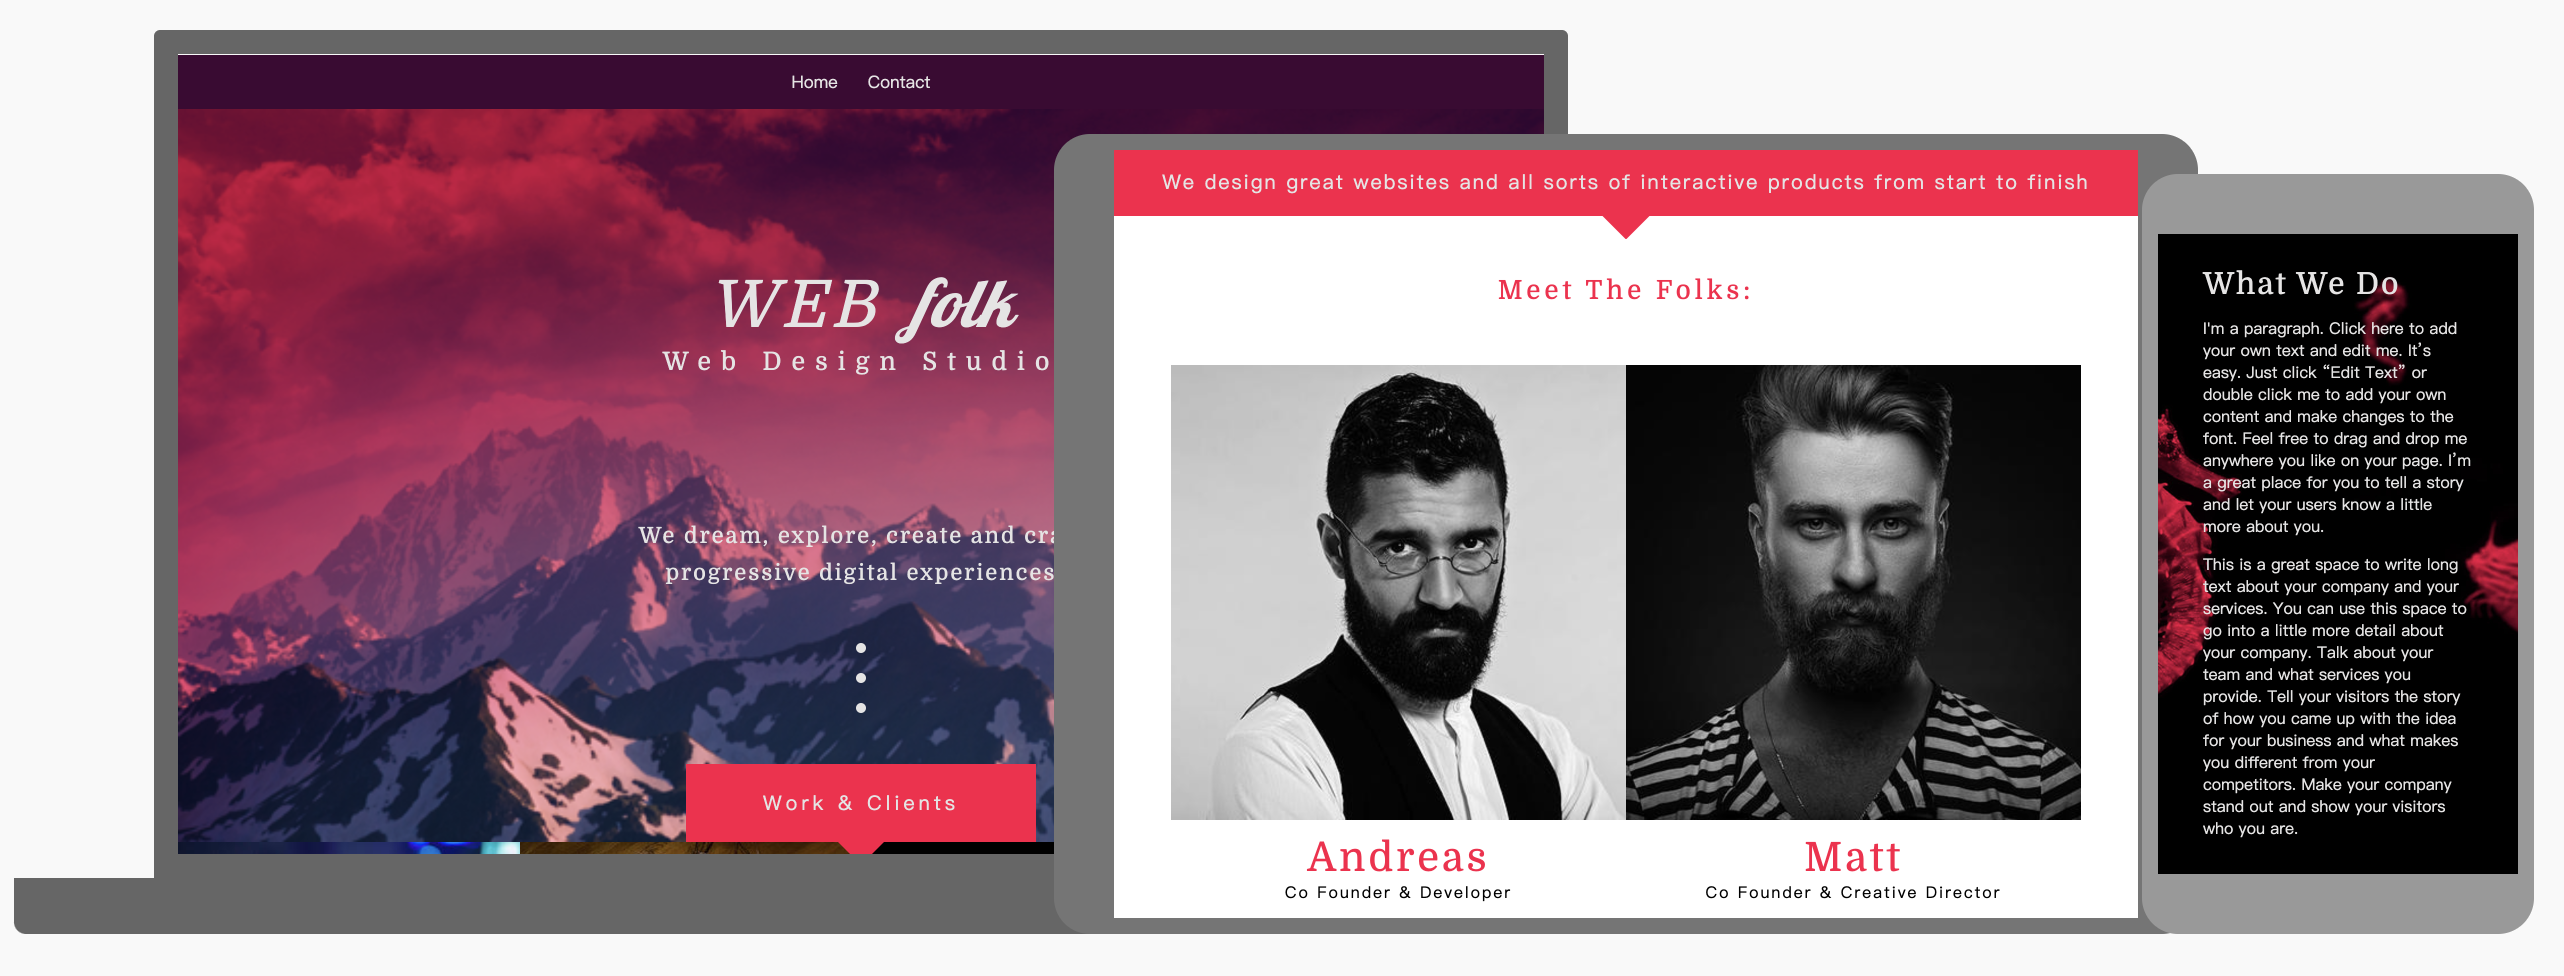 Home Contact
WEB folk
Web Design Studio
We dream, explore, create and
progressive digital experiences
Work & Clients
We design great websites and all sorts of interactive products from start to finish
Meet The Folks:
Andreas
Co Founder & Developer
Matt
Co Founder & Creative Director
What We Do
I'm a paragraph. Click here to add
your own text and edit me. It’s
easy. Just click “Edit Text” or
double click me to add your own
content and make changes to the
font. Feel free to drag and drop me
anywhere you like on your page. I’m
a great place for you to tell a story
and let your users know a little
more about you.
This is a great space to write long
text about your company and your
services. You can use this space to
go into a little more detail about
your company. Talk about your
team and what services you
provide. Tell your visitors the story
of how you came up with the idea
for your business and what makes
you different from your
competitors. Make your company
stand out and show your visitors
who you are.